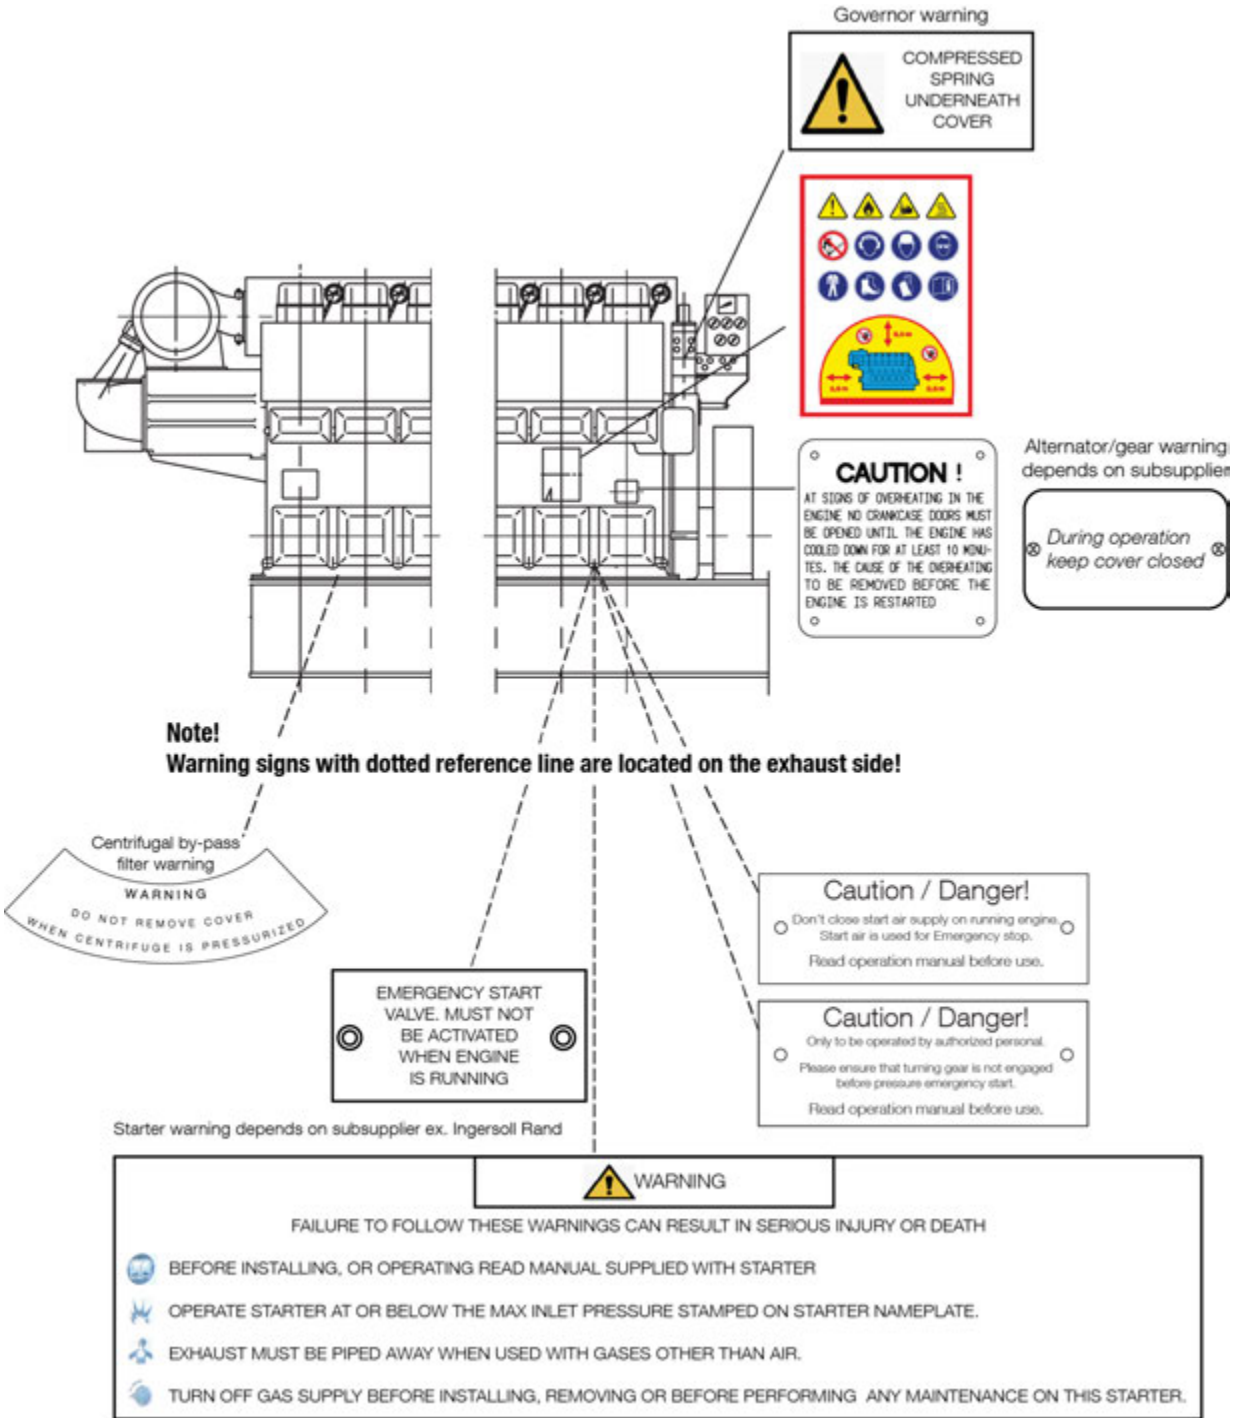 Governor warning
COMPRESSED
SPRING
UNDERNEATH
COVER
CAUTION !
AT SIGNS OF OVERHEATING IN THE
ENGINE NO CRANKCASE DOORS MUST
BE OPENED UNTIL THE ENGINE HAS
COOLED DOWN FOR AT LEAST 10 MINU-
TES. THE CAUSE OF THE OVERHEATING
TO BE REMOVED BEFORE THE
ENGINE IS RESTARTED
Alternator/gear warning
depends on subsupplier
During operation
keep cover closed
Note!
Warning signs with dotted reference line are located on the exhaust side!
Centrifugal by-pass
filter warning
WARNING
DO NOT REMOVE COVER
WHEN CENTRIFUGE IS PRESSURIZED
Caution / Danger!
Don't close start air supply on running engine.
Start air is used for Emergency stop.
Read operation manual before use.
EMERGENCY START
VALVE. MUST NOT
BE ACTIVATED
WHEN ENGINE
IS RUNNING
Caution / Danger!
Only to be operated by authorized personal.
Please ensure that turning gear is not engaged
before pressure emergency start.
Read operation manual before use.
Starter warning depends on subsupplier ex. Ingersoll Rand
WARNING
FAILURE TO FOLLOW THESE WARNINGS CAN RESULT IN SERIOUS INJURY OR DEATH
BEFORE INSTALLING, OR OPERATING READ MANUAL SUPPLIED WITH STARTER
OPERATE STARTER AT OR BELOW THE MAX INLET PRESSURE STAMPED ON STARTER NAMEPLATE.
EXHAUST MUST BE PIPED AWAY WHEN USED WITH GASES OTHER THAN AIR.
TURN OFF GAS SUPPLY BEFORE INSTALLING, REMOVING OR BEFORE PERFORMING ANY MAINTENANCE ON THIS STARTER.